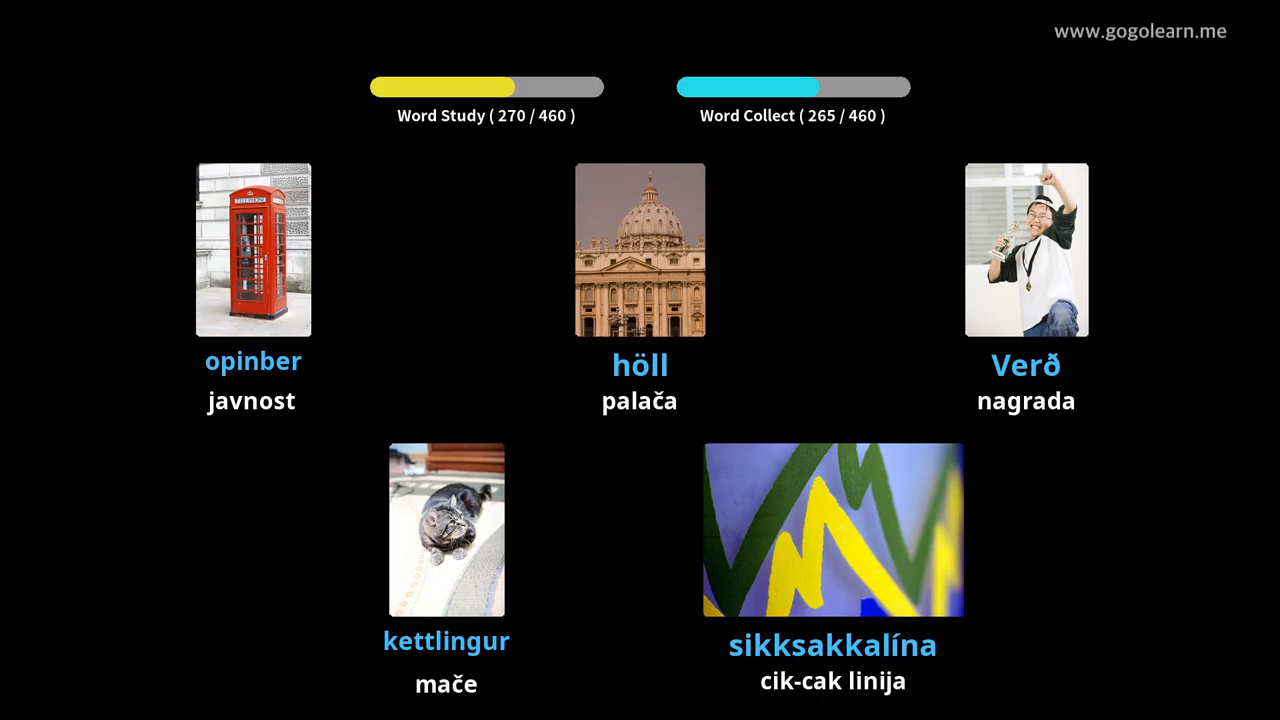 www.gogolearn.me
Word Study ( 270 / 460 )
Word Collect ( 265 / 460 )
TELEPHONE
opinber
javnost
höll
palača
Verð
nagrada
kettlingur
mače
sikksakkalína
cik-cak linija